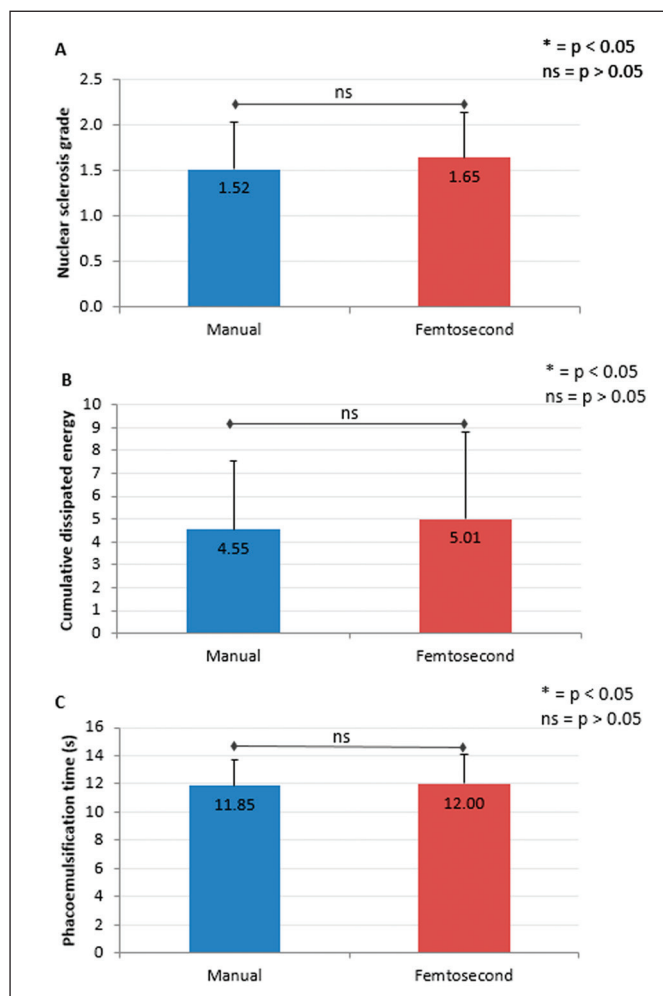 A
* = p < 0.05
ns = p > 0.05
ns
2.5
2.0
1.5
1.0
0.5
0.0
Nuclear sclerosis grade
1.52
1.65
Manual
Femtosecond
B
* = p < 0.05
ns = p > 0.05
ns
10
9
8
7
6
5
4
3
2
1
0
Cumulative dissipated energy
4.55
5.01
Manual
Femtosecond
C
* = p < 0.05
ns = p > 0.05
ns
16
14
12
10
8
6
4
2
0
Phacoemulsification time (s)
11.85
12.00
Manual
Femtosecond